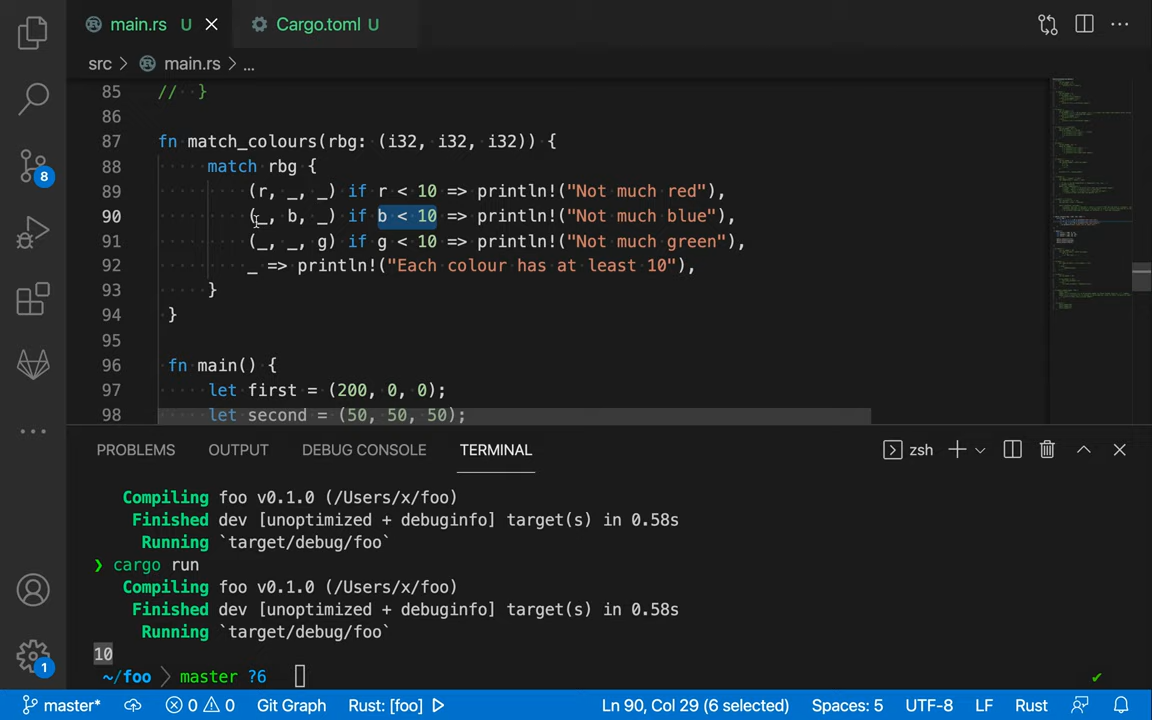 main.rs U Cargo.toml U
src > main.rs > ...
85 // }
86
87 fn match_colours(rbg: (i32, i32, i32)) {
88 match rbg {
89 (r, _, _) if r < 10 => println!("Not much red"),
90 (_, b, _) if b < 10 => println!("Not much blue"),
91 (_, _, g) if g < 10 => println!("Not much green"),
92 _ => println!("Each colour has at least 10"),
93 }
94 }
95
96 fn main() {
97 let first = (200, 0, 0);
98 let second = (50, 50, 50);
8
PROBLEMS OUTPUT DEBUG CONSOLE TERMINAL zsh
Compiling foo v0.1.0 (/Users/x/foo)
Finished dev [unoptimized + debuginfo] target(s) in 0.58s
Running `target/debug/foo`
❯ cargo run
Compiling foo v0.1.0 (/Users/x/foo)
Finished dev [unoptimized + debuginfo] target(s) in 0.58s
Running `target/debug/foo`
10
~/foo master ?6
1
master* 0 0 Git Graph Rust: [foo] Ln 90, Col 29 (6 selected) Spaces: 5 UTF-8 LF Rust